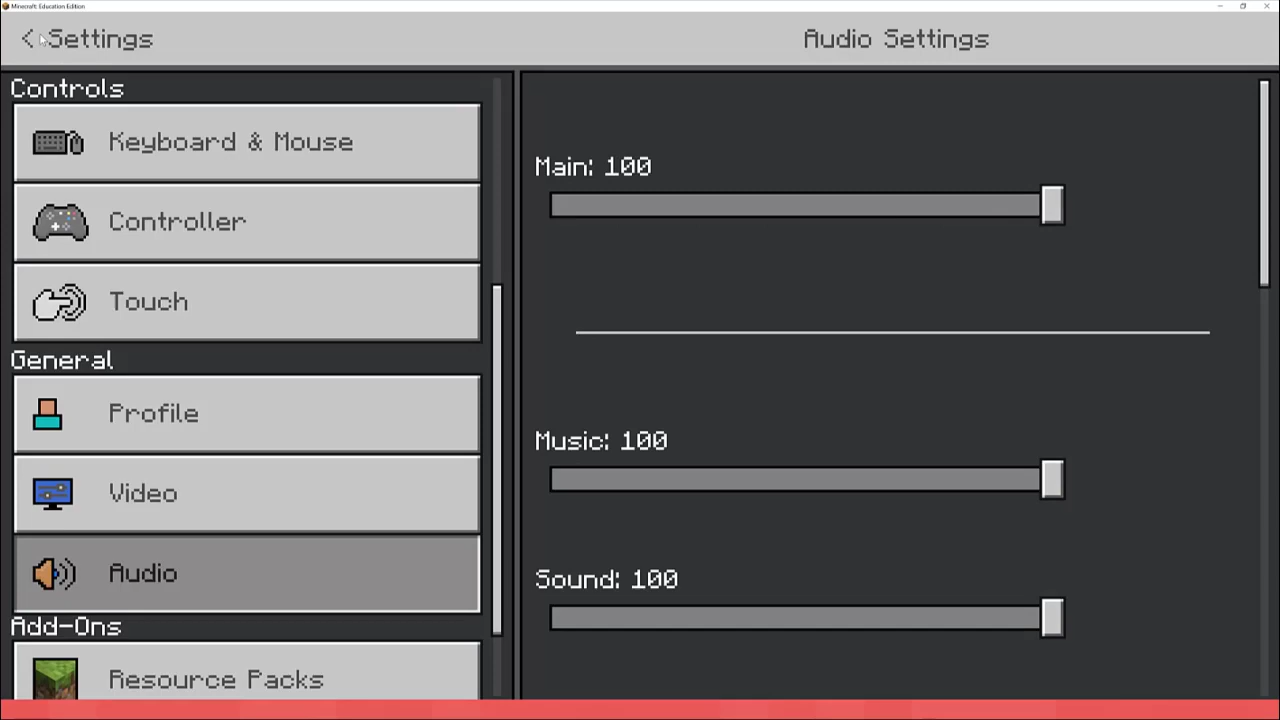 Minecraft: Education Edition
Settings
Audio Settings
Controls
Keyboard & Mouse
Controller
Touch
General
Profile
Video
Audio
Add-Ons
Resource Packs
Main: 100
Music: 100
Sound: 100